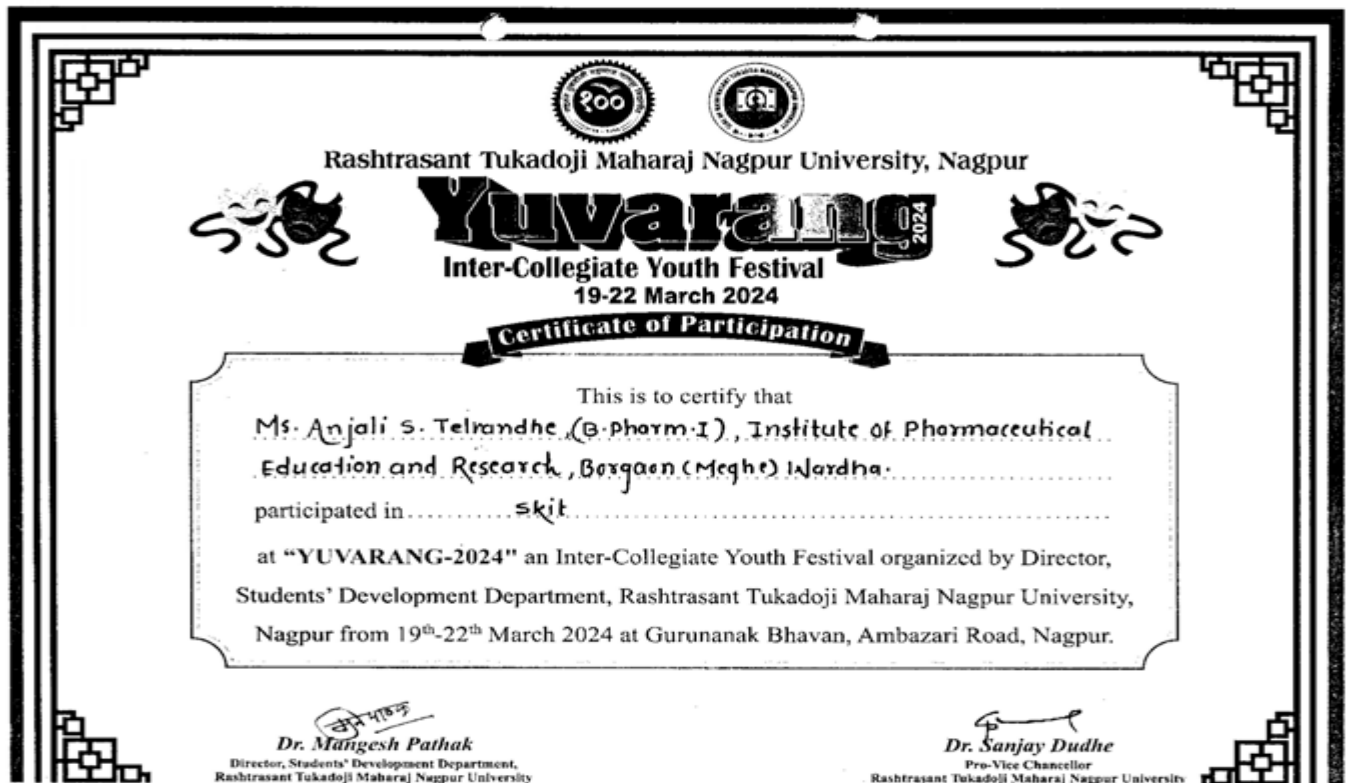 १००
Rashtrasant Tukadoji Maharaj Nagpur University, Nagpur
Yuvarang 2024
Inter-Collegiate Youth Festival
19-22 March 2024
Certificate of Participation
This is to certify that
Ms. Anjali S. Telrandhe, (B.Pharm.I), Institute of Pharmaceutical
Education and Research, Borgaon (Meghe) Wardha.
participated in skit
at “YUVARANG-2024" an Inter-Collegiate Youth Festival organized by Director,
Students’ Development Department, Rashtrasant Tukadoji Maharaj Nagpur University,
Nagpur from 19th-22th March 2024 at Gurunanak Bhavan, Ambazari Road, Nagpur.
Dr. Mangesh Pathak
Director, Students' Development Department,
Rashtrasant Tukadoji Maharaj Nagpur University
Dr. Sanjay Dudhe
Pro-Vice Chancellor
Rashtrasant Tukadoji Maharaj Nagpur University